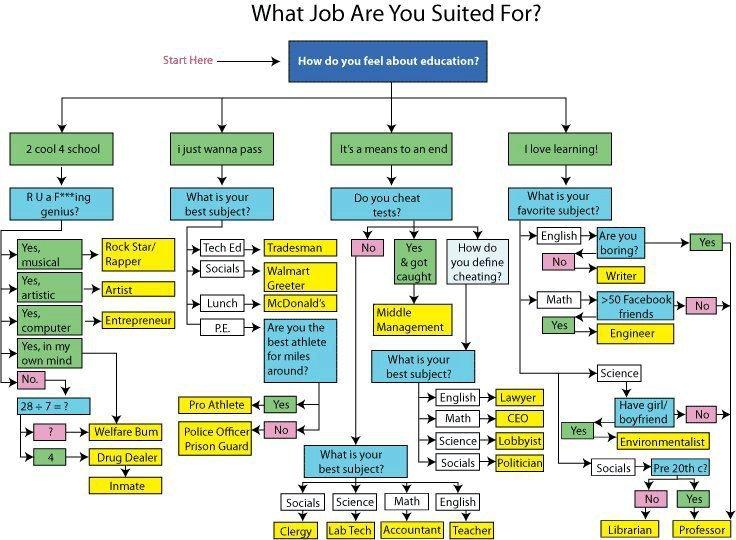 What Job Are You Suited For?
Start Here
How do you feel about education?
2 cool 4 school
i just wanna pass
It's a means to an end
I love learning!
R U a F***ing
genius?
Yes,
musical
Rock Star/
Rapper
Yes,
artistic
Artist
Yes,
computer
Entrepreneur
Yes, in my
own mind
No.
28 ÷ 7 = ?
?
Welfare Bum
4
Drug Dealer
Inmate
What is your
best subject?
Tech Ed
Tradesman
Socials
Walmart
Greeter
Lunch
McDonald's
P.E.
Are you the
best athlete
for miles
around?
Pro Athlete
Yes
Police Officer
Prison Guard
No
Do you cheat
tests?
No
Yes
& got
caught
How do
you define
cheating?
Middle
Management
What is your
best subject?
English
Lawyer
Math
CEO
Science
Lobbyist
Socials
Politician
What is your
best subject?
Socials
Science
Math
English
Clergy
Lab Tech
Accountant
Teacher
What is your
favorite subject?
English
Are you
boring?
Yes
No
Writer
Math
>50 Facebook
friends
No
Yes
Engineer
Science
Have girl/
boyfriend
No
Yes
Environmentalist
Socials
Pre 20th c?
No
Yes
Librarian
Professor